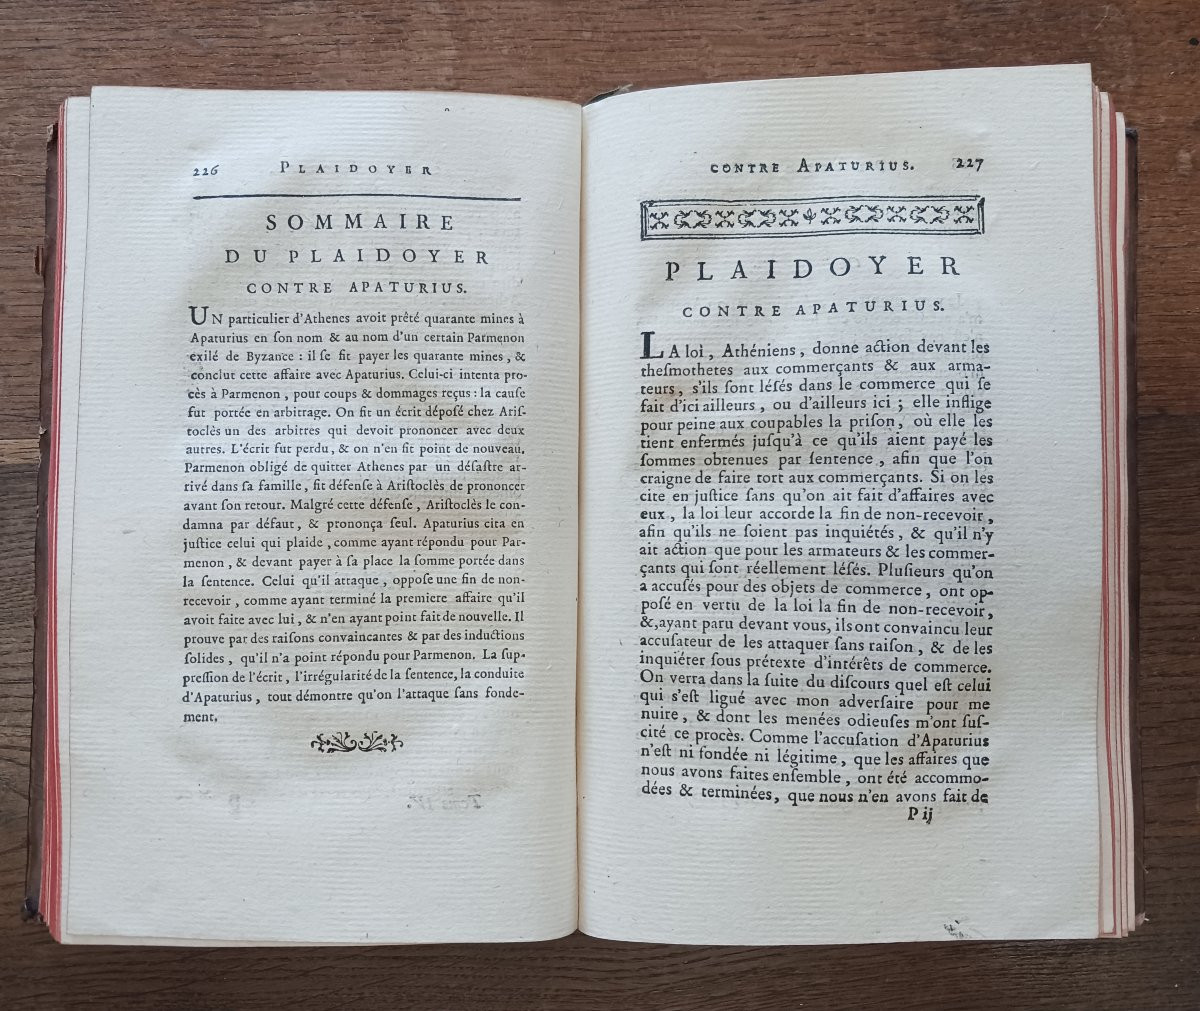 226 PLAIDOYER
SOMMAIRE
DU PLAIDOYER
CONTRE APATURIUS.
UN particulier d'Athenes avoit prêté quarante mines à
Apaturius en ſon nom & au nom d'un certain Parmenon
exilé de Byzance : il ſe fit payer les quarante mines, &
conclut cette affaire avec Apaturius. Celui-ci intenta pro-
cès à Parmenon, pour coups & dommages reçus : la cauſe
fut portée en arbitrage. On fit un écrit dépoſé chez Ariſ-
toclès un des arbitres qui devoit prononcer avec deux
autres. L'écrit fut perdu, & on n'en fit point de nouveau.
Parmenon obligé de quitter Athenes par un déſaſtre ar-
rivé dans ſa famille, fit défenſe à Ariſtoclès de prononcer
avant ſon retour. Malgré cette défenſe, Ariſtoclès le con-
damna par défaut, & prononça ſeul. Apaturius cita en
juſtice celui qui plaide, comme ayant répondu pour Par-
menon, & devant payer à ſa place la ſomme portée dans
la ſentence. Celui qu'il attaque, oppoſe une fin de non-
recevoir, comme ayant terminé la premiere affaire qu'il
avoit faite avec lui, & n'en ayant point fait de nouvelle. Il
prouve par des raiſons convaincantes & par des inductions
ſolides, qu'il n'a point répondu pour Parmenon. La ſup-
preſſion de l'écrit, l'irrégularité de la ſentence, la conduite
d'Apaturius, tout démontre qu'on l'attaque ſans fonde-
ment.
CONTRE APATURIUS. 227
PLAIDOYER
CONTRE APATURIUS.
LA loi, Athéniens, donne action devant les
theſmothetes aux commerçants & aux arma-
teurs, s'ils ſont léſés dans le commerce qui ſe
fait d'ici ailleurs, ou d'ailleurs ici ; elle inflige
pour peine aux coupables la priſon, où elle les
tient enfermés juſqu'à ce qu'ils aient payé les
ſommes obtenues par ſentence, afin que l'on
craigne de faire tort aux commerçants. Si on les
cite en juſtice ſans qu'on ait fait d'affaires avec
eux, la loi leur accorde la fin de non-recevoir,
afin qu'ils ne ſoient pas inquiétés, & qu'il n'y
ait action que pour les armateurs & les commer-
çants qui ſont réellement léſés. Pluſieurs qu'on
a accuſés pour des objets de commerce, ont op-
poſé en vertu de la loi la fin de non-recevoir,
&,ayant paru devant vous, ils ont convaincu leur
accuſateur de les attaquer ſans raiſon, & de les
inquiéter ſous prétexte d'intérêts de commerce.
On verra dans la ſuite du diſcours quel eſt celui
qui s'eſt ligué avec mon adverſaire pour me
nuire, & dont les menées odieuſes m'ont ſuſ-
cité ce procès. Comme l'accuſation d'Apaturius
n'eſt ni fondée ni légitime, que les affaires que
nous avons faites enſemble, ont été accommo-
dées & terminées, que nous n'en avons fait de
P ij